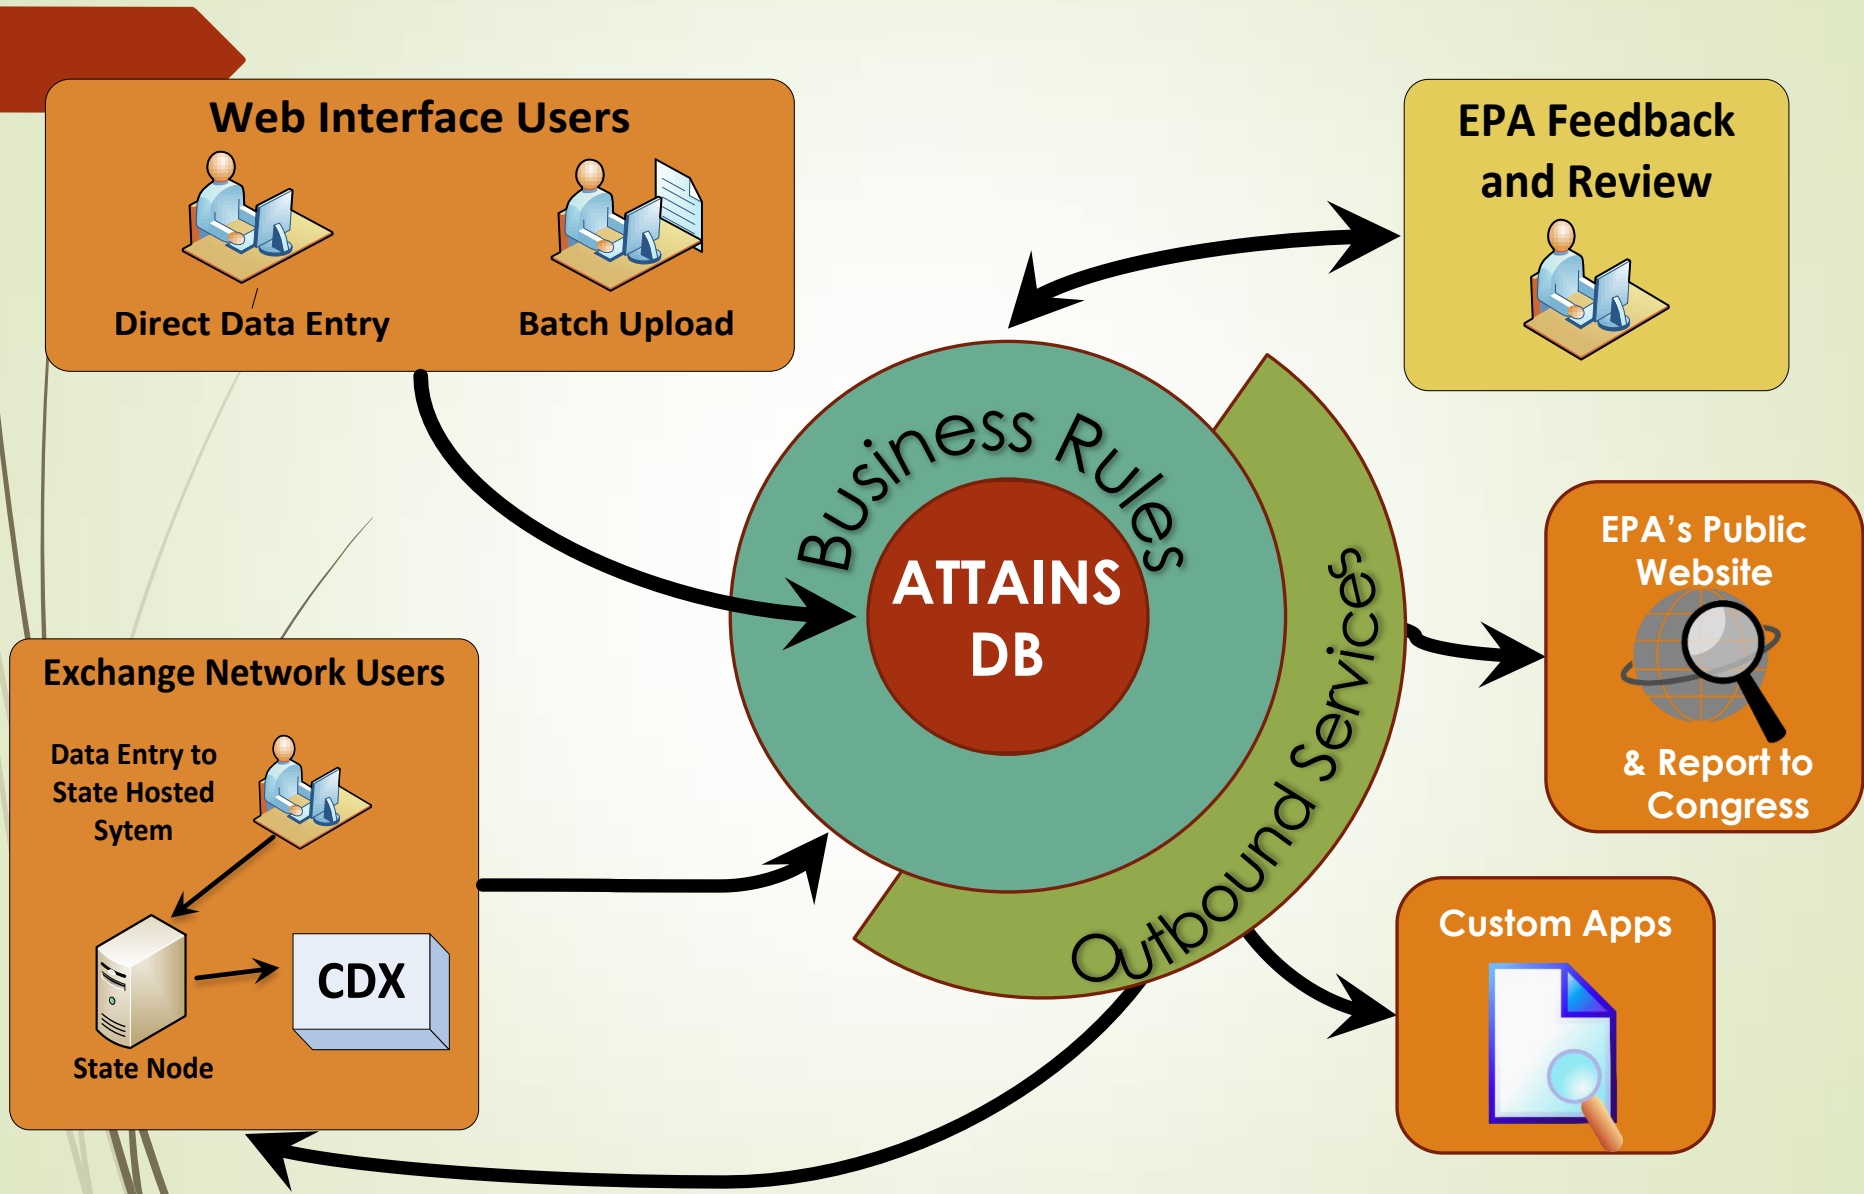 Web Interface Users
Direct Data Entry
Batch Upload
EPA Feedback
and Review
Business Rules
ATTAINS
DB
Outbound Services
EPA's Public
Website
& Report to
Congress
Exchange Network Users
Data Entry to
State Hosted
Sytem
CDX
State Node
Custom Apps